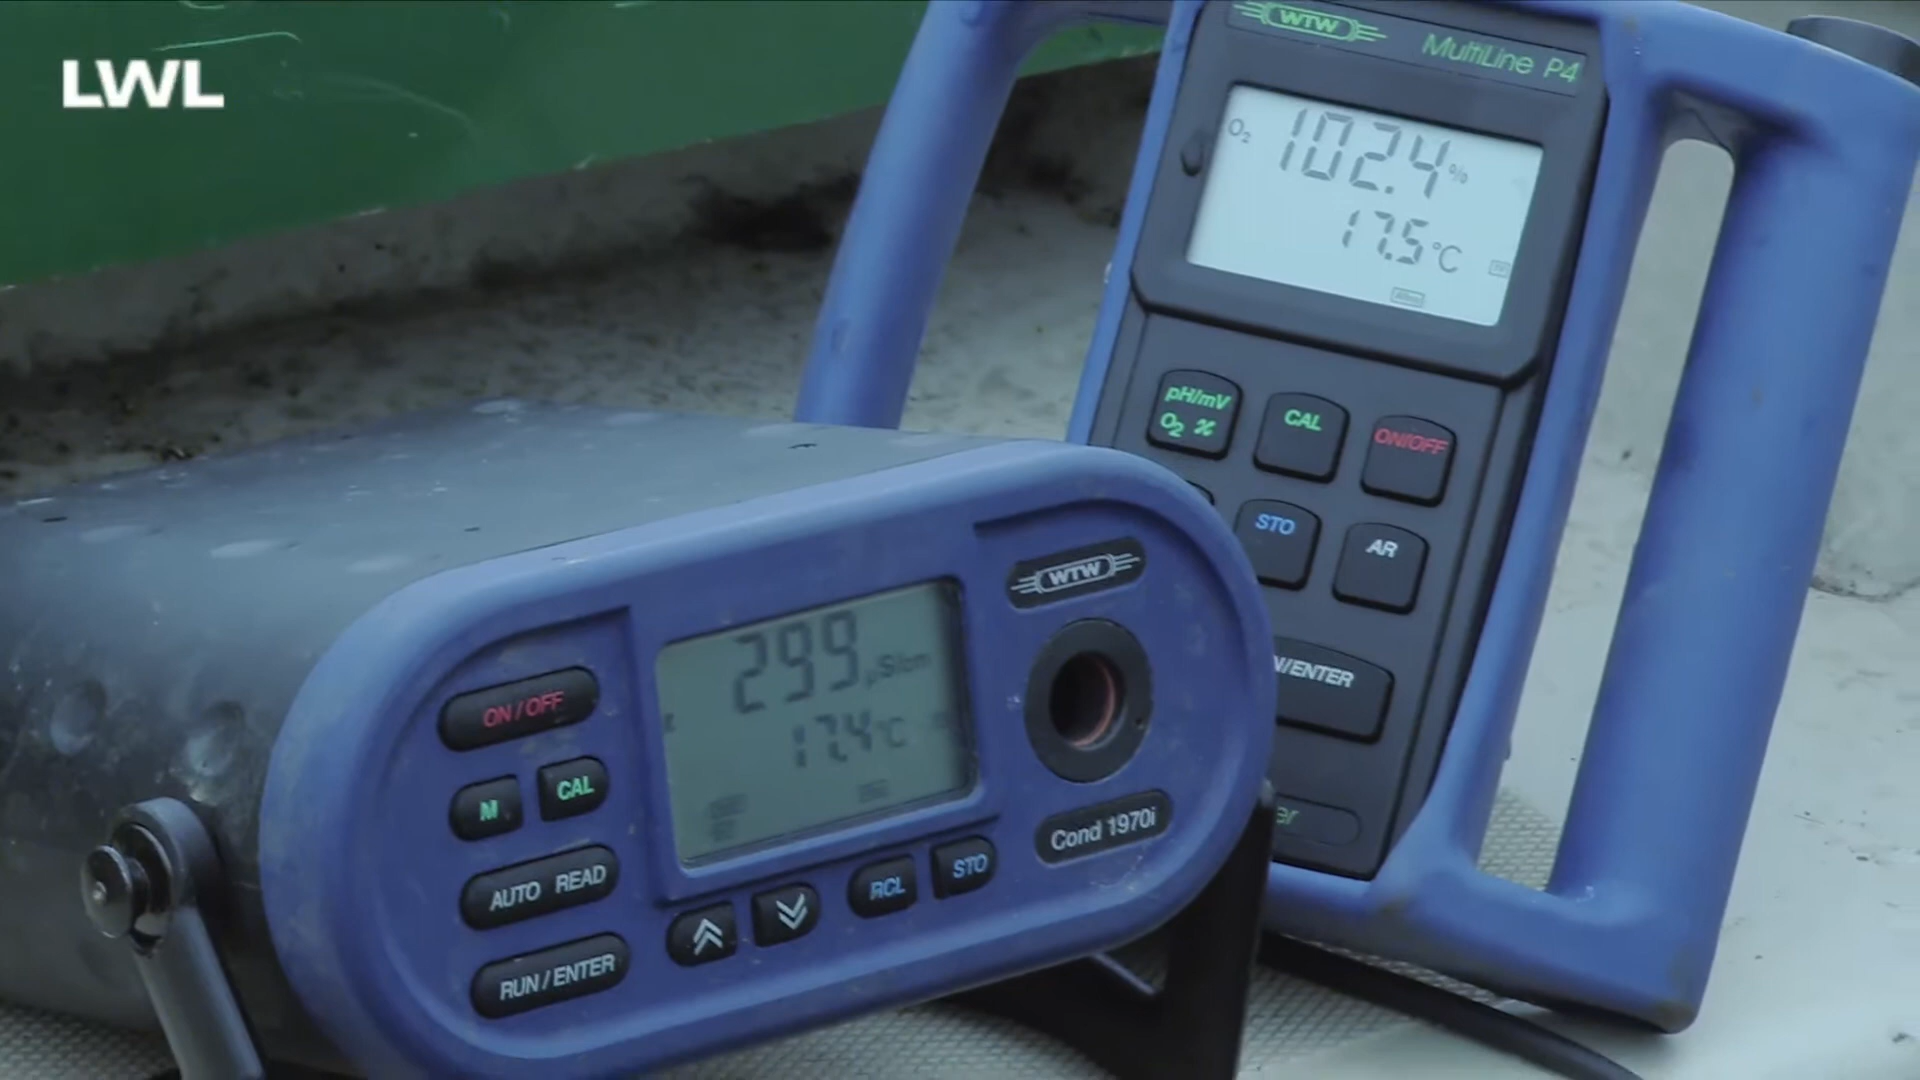 LWL
WTW
MultiLine P4
O2 102.4 %
17.5 °C
pH/mV
O2 %
CAL
ON/OFF
STO
AR
N/ENTER
er
WTW
299 µS/cm
17.4 °C
ON / OFF
M
CAL
AUTO READ
RUN / ENTER
RCL
STO
Cond 1970i